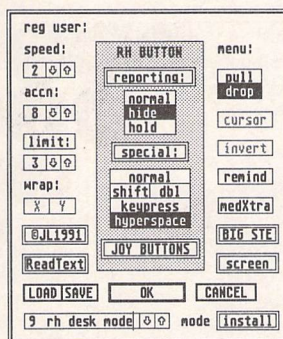 reg user:
speed:
2
accn:
8
limit:
3
wrap:
X Y
©JL1991
ReadText
RH BUTTON
reporting:
normal
hide
hold
special:
normal
shift dbl
keypress
hyperspace
JOY BUTTONS
menu:
pull
drop
cursor
invert
remind
medXtra
BIG STE
screen
LOAD SAVE OK CANCEL
9 rh desk mode mode install